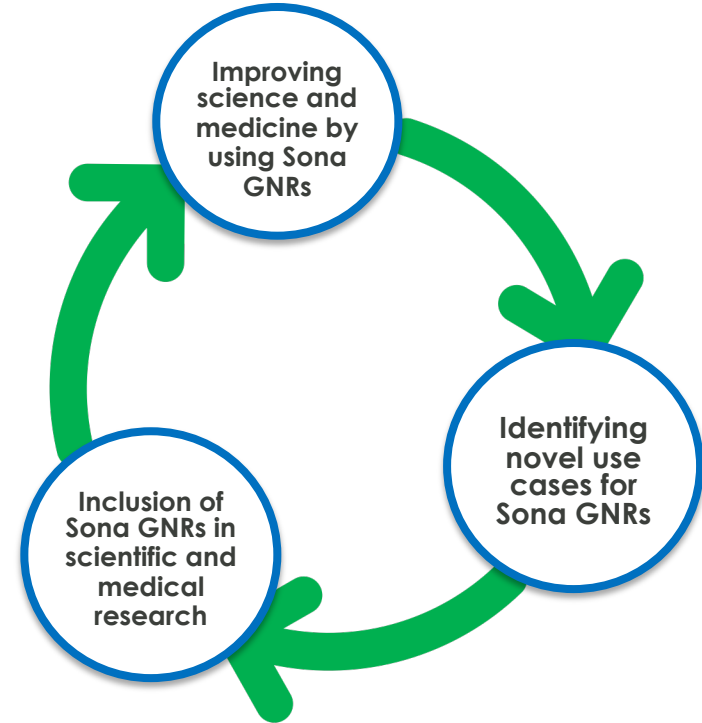 Improving
science and
medicine by
using Sona
GNRs
Identifying
novel use
cases for
Sona GNRs
Inclusion of
Sona GNRs in
scientific and
medical
research